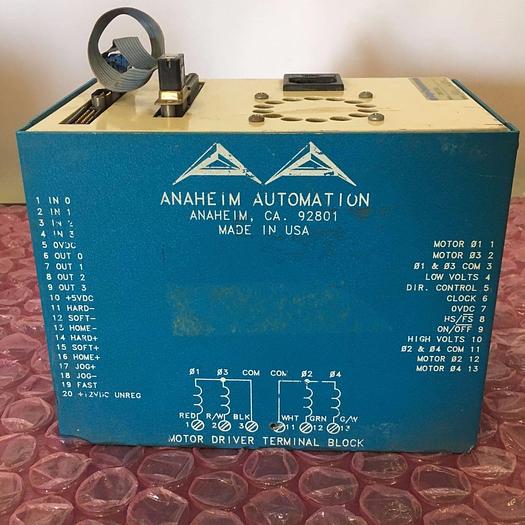 ANAHEIM AUTOMATION
ANAHEIM, CA. 92801
MADE IN USA
1 IN 0
2 IN 1
3 IN 2
4 IN 3
5 0VDC
6 OUT 0
7 OUT 1
8 OUT 2
9 OUT 3
10 +5VDC
11 HARD-
12 SOFT-
13 HOME-
14 HARD+
15 SOFT+
16 HOME+
17 JOG+
18 JOG-
19 FAST
20 +12VDC UNREG
MOTOR Ø1 1
MOTOR Ø3 2
Ø1 & Ø3 COM 3
LOW VOLTS 4
DIR. CONTROL 5
CLOCK 6
0VDC 7
HS/FS 8
ON/OFF 9
HIGH VOLTS 10
Ø2 & Ø4 COM 11
MOTOR Ø2 12
MOTOR Ø4 13
Ø1 Ø3 COM COM Ø2 Ø4
RED R/W BLK WHT GRN G/W
1 2 3 11 12 13
MOTOR DRIVER TERMINAL BLOCK